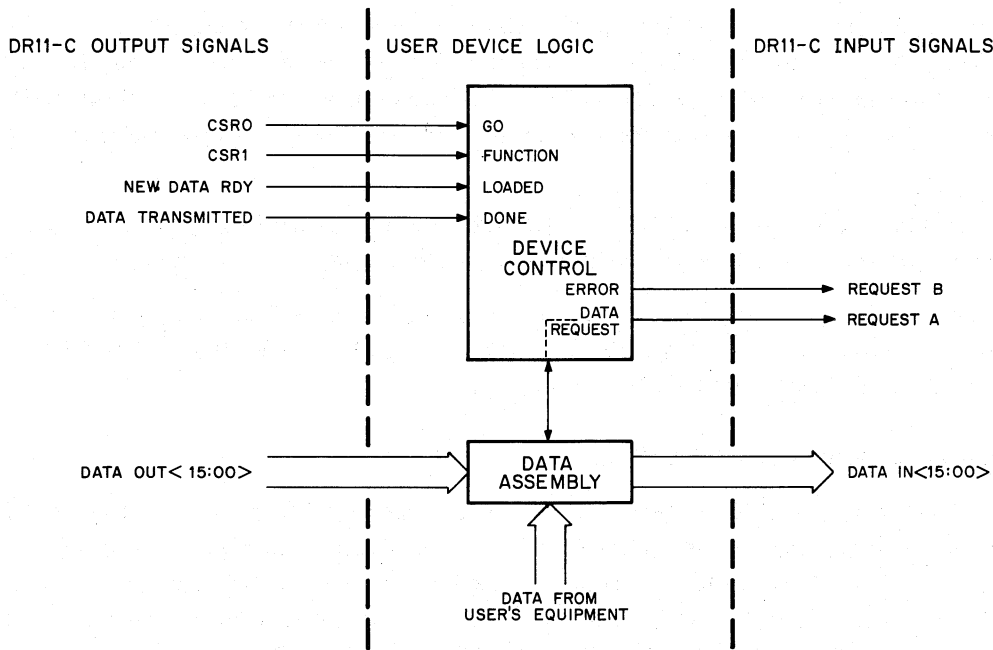 DR11-C OUTPUT SIGNALS
USER DEVICE LOGIC
DR11-C INPUT SIGNALS
CSR0
GO
CSR1
FUNCTION
NEW DATA RDY
LOADED
DATA TRANSMITTED
DONE
DEVICE
CONTROL
ERROR
REQUEST B
DATA
REQUEST
REQUEST A
DATA OUT<15:00>
DATA
ASSEMBLY
DATA IN<15:00>
DATA FROM
USER'S EQUIPMENT